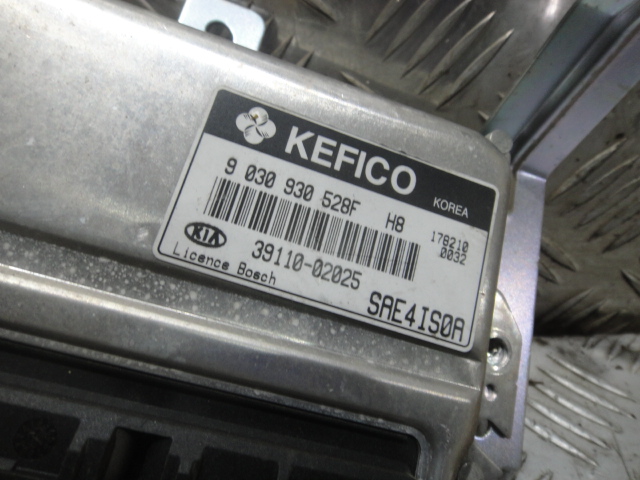 KEFICO
KOREA
9 030 930 528F H8
178210
0032
KIA
39110-02025
Licence Bosch
SAE4IS0A